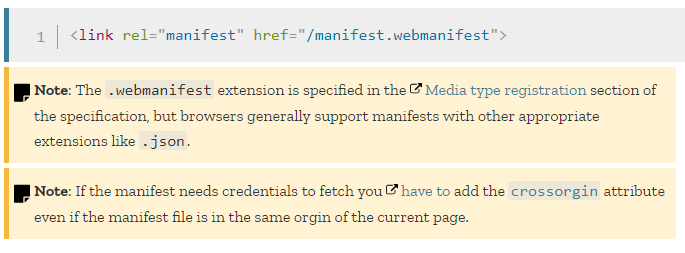 1 <link rel="manifest" href="/manifest.webmanifest">
Note: The .webmanifest extension is specified in the Media type registration section of
the specification, but browsers generally support manifests with other appropriate
extensions like .json.
Note: If the manifest needs credentials to fetch you have to add the crossorgin attribute
even if the manifest file is in the same orgin of the current page.